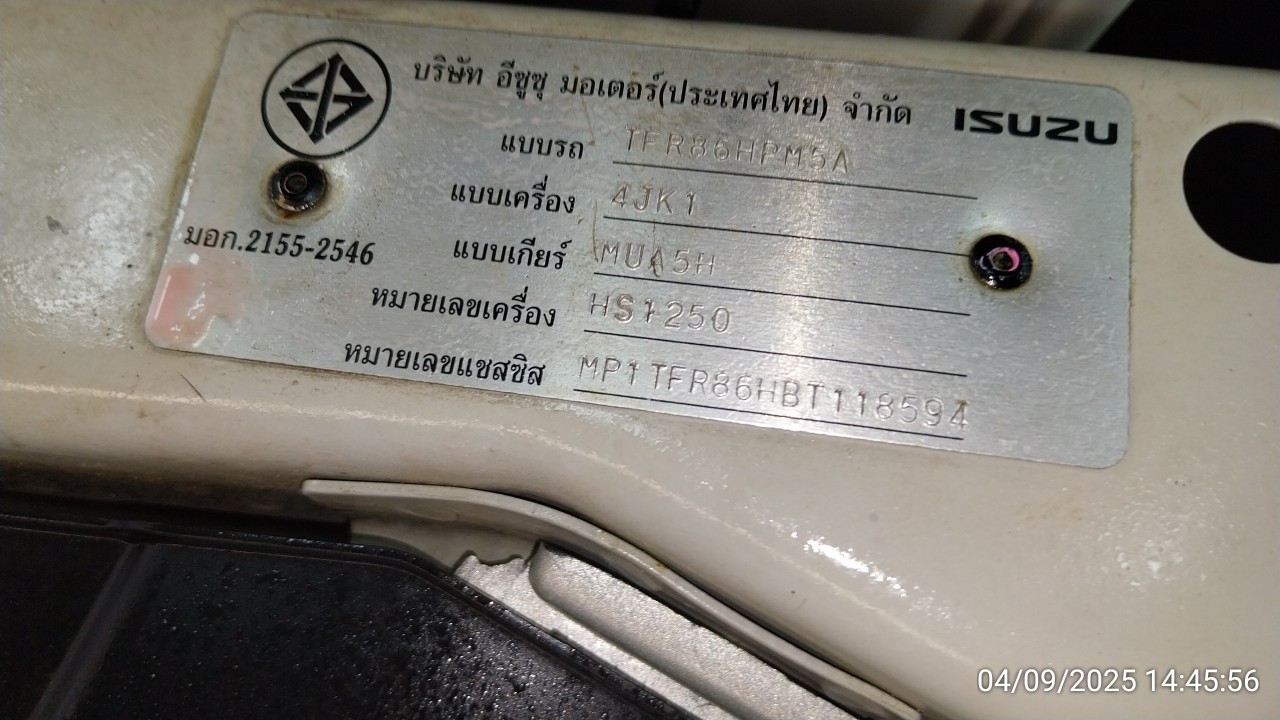 บริษัท อีซูซุ มอเตอร์(ประเทศไทย) จำกัด ISUZU
แบบรถ TFR86HPM5A
แบบเครื่อง 4JK1
มอก.2155-2546 แบบเกียร์ MUA5H
หมายเลขเครื่อง HS1250
หมายเลขแชสซิส MP1TFR86HBT118594
04/09/2025 14:45:56